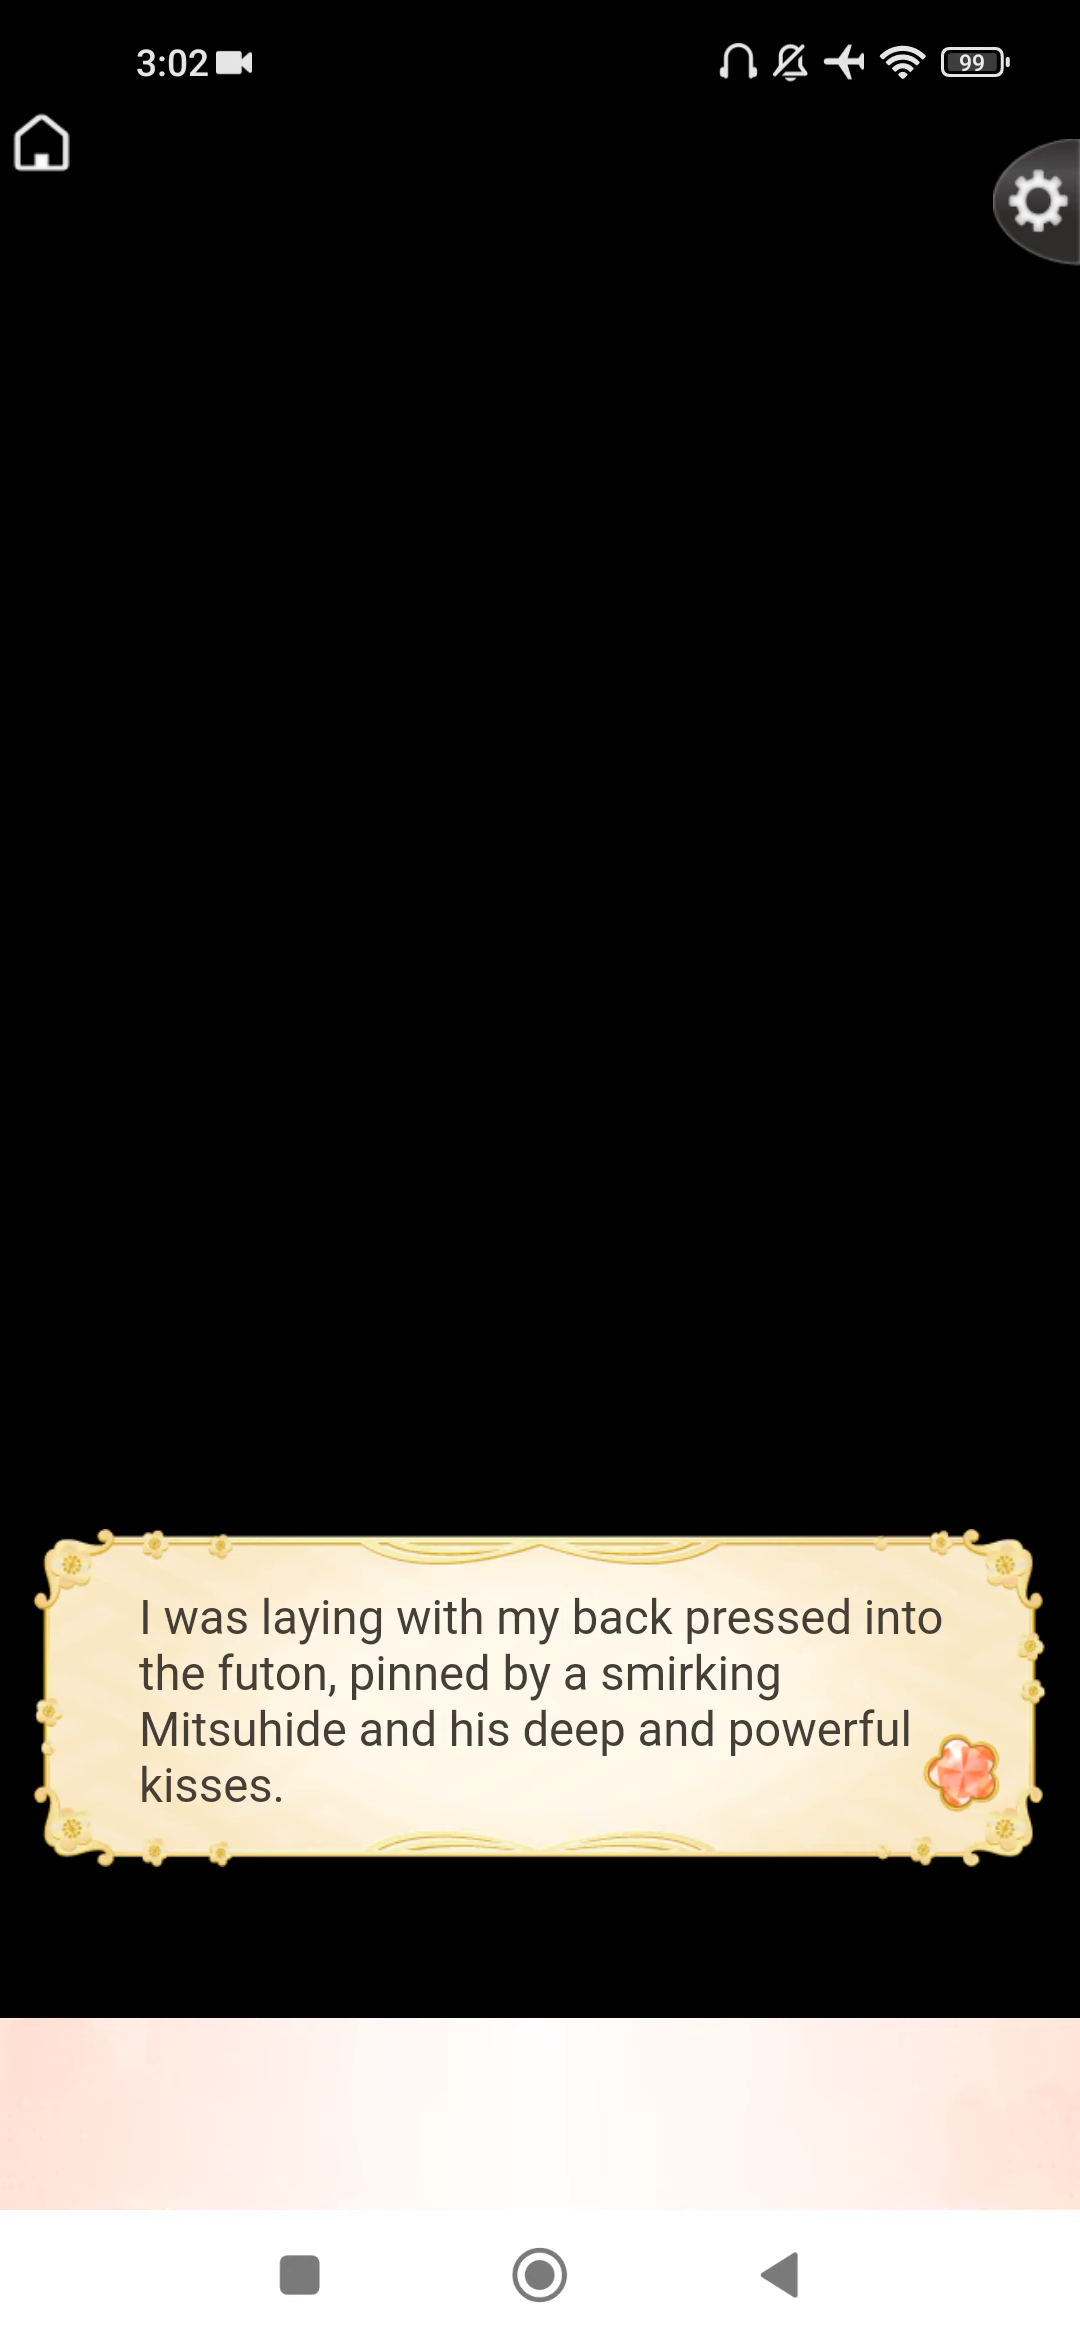 3:02
99
I was laying with my back pressed into
the futon, pinned by a smirking
Mitsuhide and his deep and powerful
kisses.